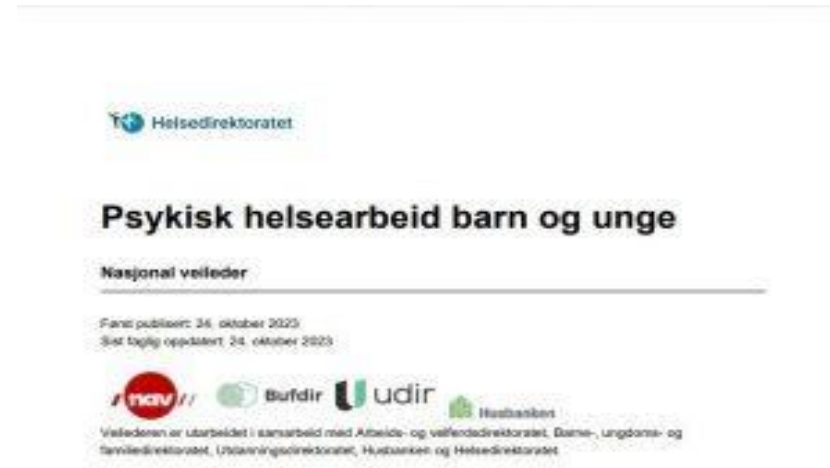 Helsedirektoratet
Psykisk helsearbeid barn og unge
Nasjonal veileder
Først publisert: 24. oktober 2023
Sist faglig oppdatert: 24. oktober 2023
nav Bufdir udir Husbanken
Veilederen er utarbeidet i samarbeid med Arbeids- og velferdsdirektoratet, Barne-, ungdoms- og
familiedirektoratet, Utdanningsdirektoratet, Husbanken og Helsedirektoratet